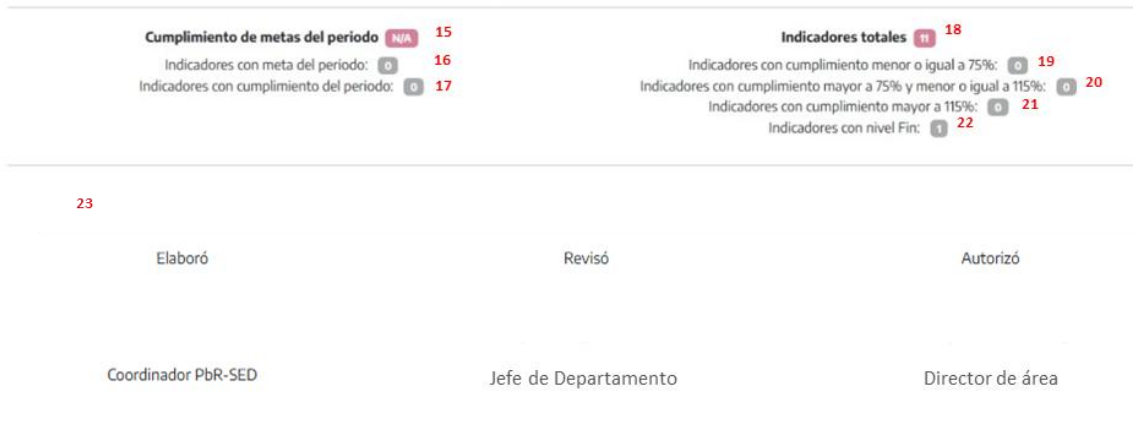 Cumplimiento de metas del periodo N/A 15
Indicadores con meta del periodo: 0 16
Indicadores con cumplimiento del periodo: 0 17
Indicadores totales 11 18
Indicadores con cumplimiento menor o igual a 75%: 0 19
Indicadores con cumplimiento mayor a 75% y menor o igual a 115%: 0 20
Indicadores con cumplimiento mayor a 115%: 0 21
Indicadores con nivel Fin: 1 22
23
Elaboró Revisó Autorizó
Coordinador PbR-SED Jefe de Departamento Director de área